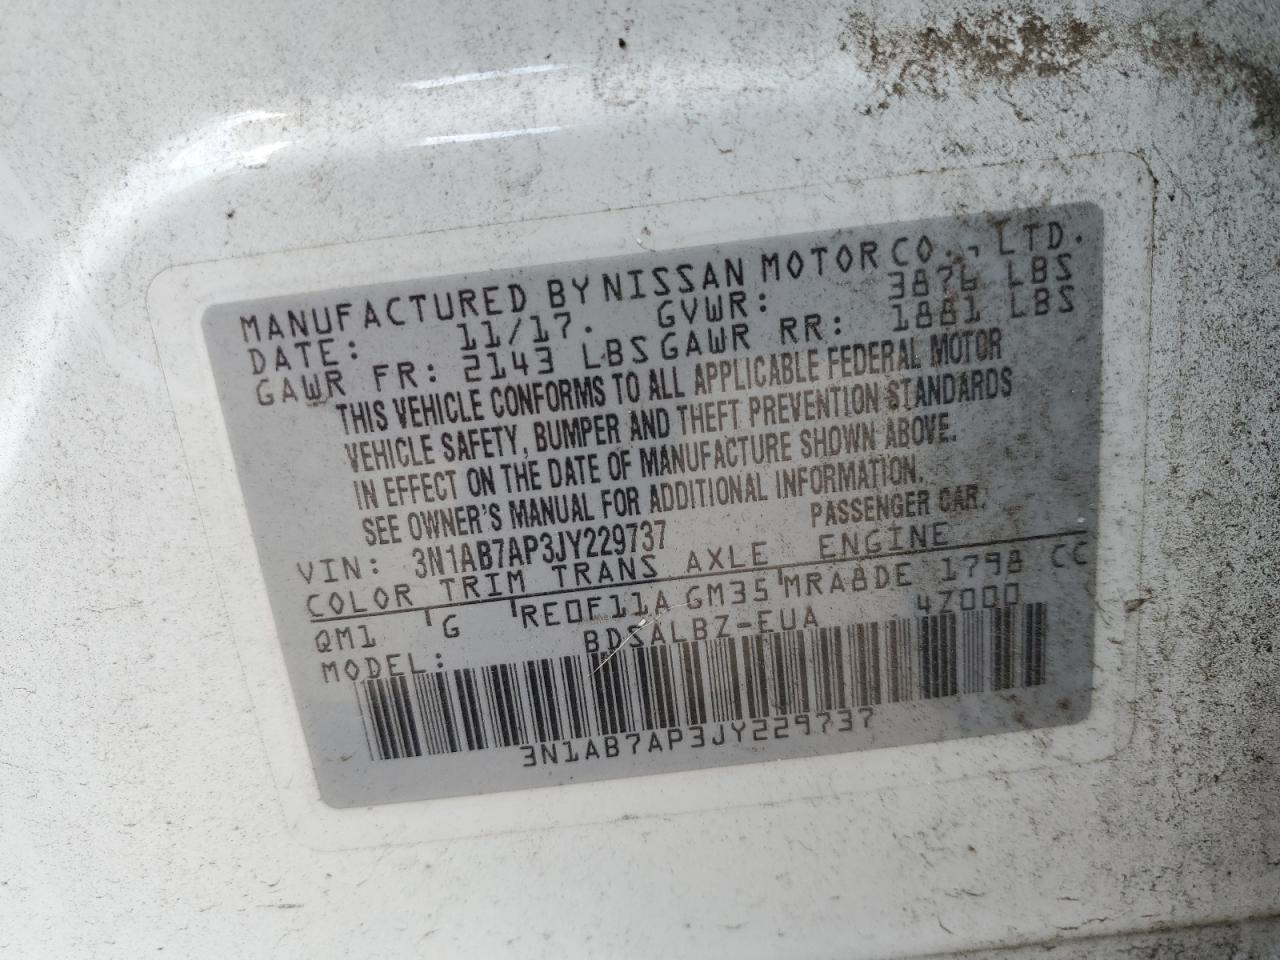 MANUFACTURED BY NISSAN MOTOR CO., LTD.
DATE: 11/17. GVWR: 3876 LBS
GAWR FR: 2143 LBS GAWR RR: 1881 LBS
THIS VEHICLE CONFORMS TO ALL APPLICABLE FEDERAL MOTOR
VEHICLE SAFETY, BUMPER AND THEFT PREVENTION STANDARDS
IN EFFECT ON THE DATE OF MANUFACTURE SHOWN ABOVE.
SEE OWNER'S MANUAL FOR ADDITIONAL INFORMATION.
VIN: 3N1AB7AP3JY229737 PASSENGER CAR.
COLOR TRIM TRANS AXLE ENGINE
QM1 G RE0F11A GM35 MRA8DE 1798 CC
MODEL: BDSALBZ-EUA 4Z000
3N1AB7AP3JY229737